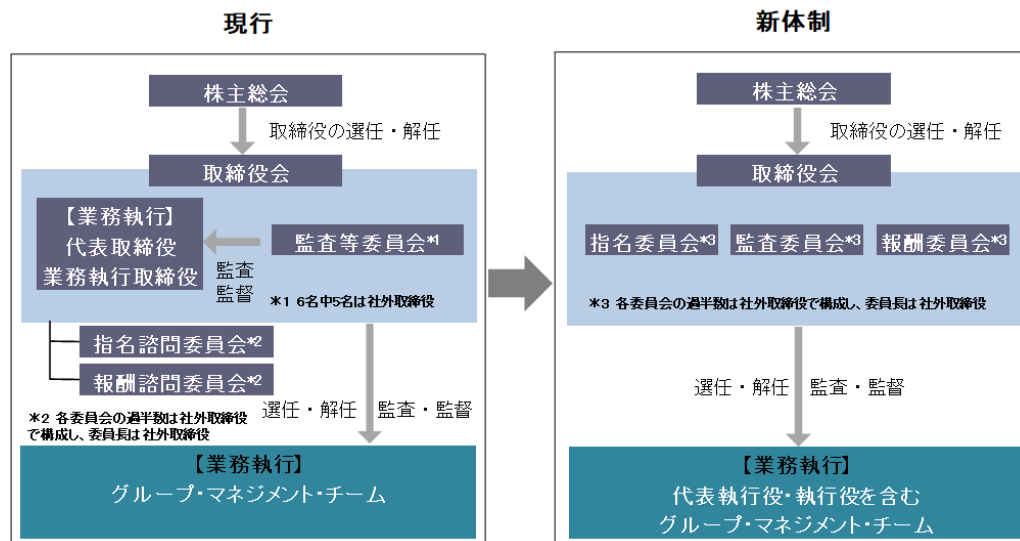 現行
株主総会
取締役の選任・解任
取締役会
【業務執行】
代表取締役
業務執行取締役
監査
監督
監査等委員会*1
*1 6名中5名は社外取締役
指名諮問委員会*2
報酬諮問委員会*2
*2 各委員会の過半数は社外取締役
で構成し、委員長は社外取締役
選任・解任
監査・監督
【業務執行】
グループ・マネジメント・チーム
新体制
株主総会
取締役の選任・解任
取締役会
指名委員会*3
監査委員会*3
報酬委員会*3
*3 各委員会の過半数は社外取締役で構成し、委員長は社外取締役
選任・解任
監査・監督
【業務執行】
代表執行役・執行役を含む
グループ・マネジメント・チーム